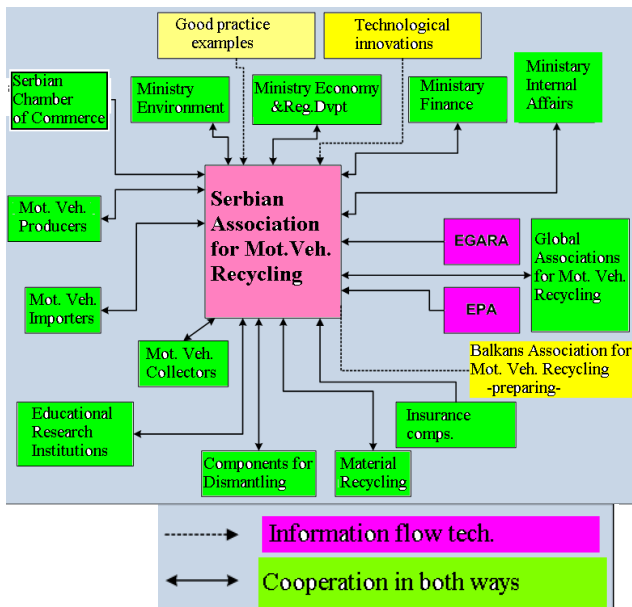 Good practice
examples
Technological
innovations
Serbian
Chamber
of Commerce
Ministry
Environment
Ministry Economy
&Reg.Dvpt
Ministary
Finance
Ministary
Internal
Affairs
Serbian
Association
for Mot.Veh.
Recycling
Mot. Veh.
Producers
EGARA
Global
Associations
for Mot. Veh.
Recycling
Mot. Veh.
Importers
EPA
Mot. Veh.
Collectors
Balkans Association for
Mot. Veh. Recycling
-preparing-
Educational
Research
Institutions
Insurance
comps.
Components for
Dismantling
Material
Recycling
Information flow tech.
Cooperation in both ways